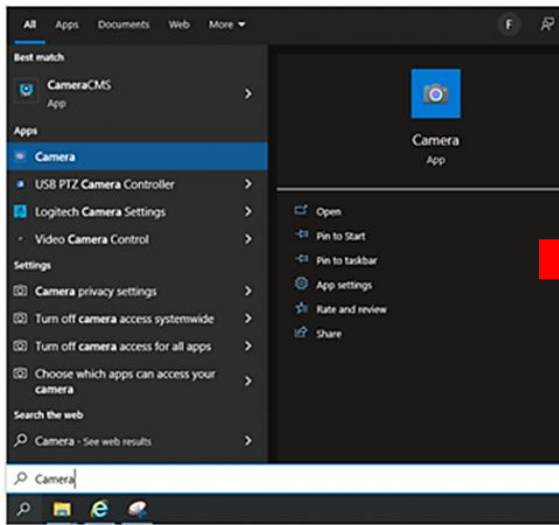 All Apps Documents Web More
F
Best match
CameraCMS
App
Apps
Camera
USB PTZ Camera Controller
Logitech Camera Settings
Video Camera Control
Settings
Camera privacy settings
Turn off camera access systemwide
Turn off camera access for all apps
Choose which apps can access your
camera
Search the web
Camera - See web results
Camera
Camera
App
Open
Pin to Start
Pin to taskbar
App settings
Rate and review
Share